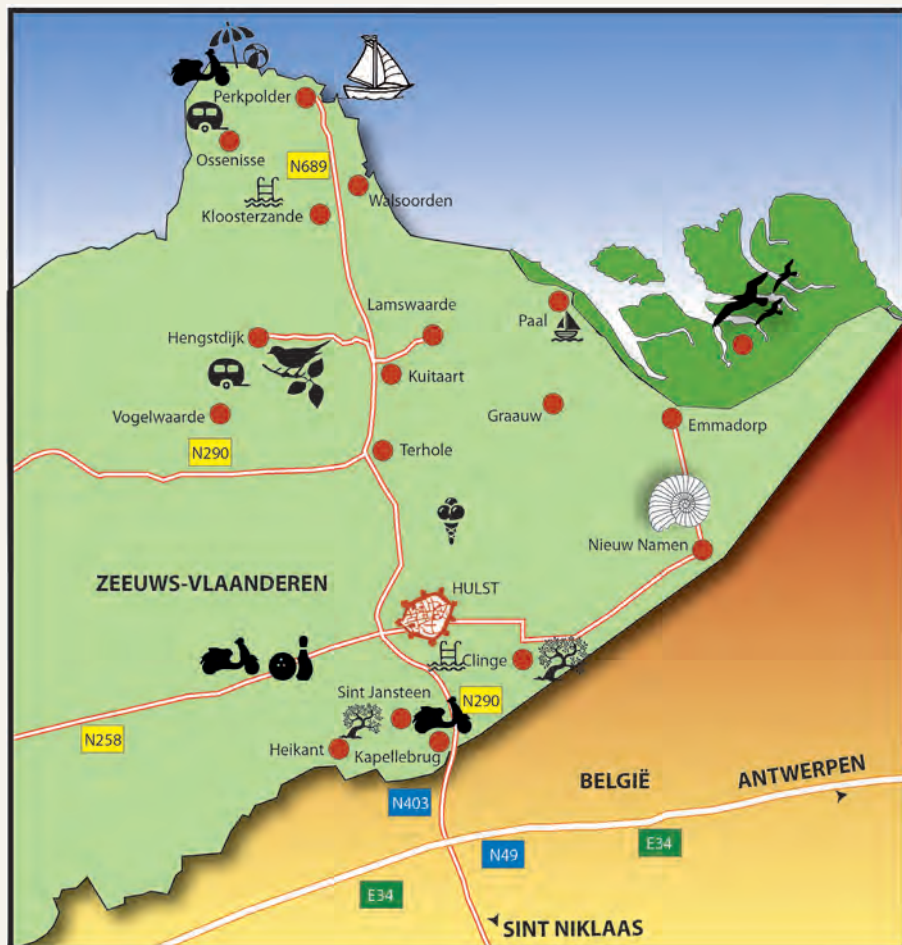 Perkpolder
Ossenisse
N689
Walsoorden
Kloosterzande
Lamswaarde
Paal
Hengstdijk
Kuitaart
Graauw
Vogelwaarde
Emmadorp
N290
Terhole
Nieuw Namen
ZEEUWS-VLAANDEREN
HULST
Clinge
Sint Jansteen
N290
N258
Heikant
Kapellebrug
BELGIË
ANTWERPEN
N403
E34
N49
E34
SINT NIKLAAS